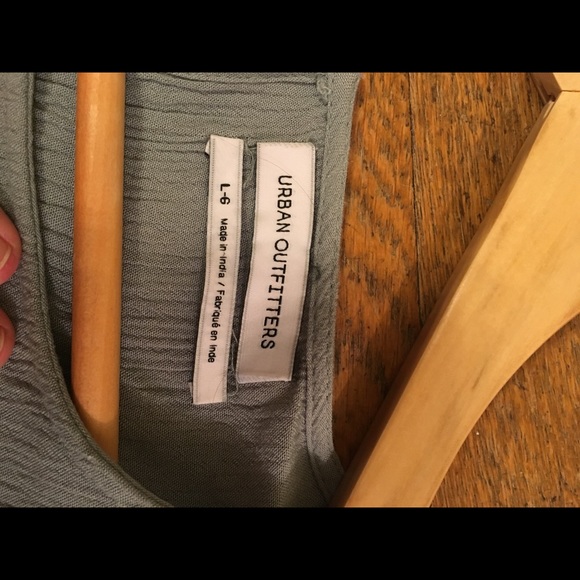 URBAN OUTFITTERS
L-6 Made in India / Fabriqué en Inde